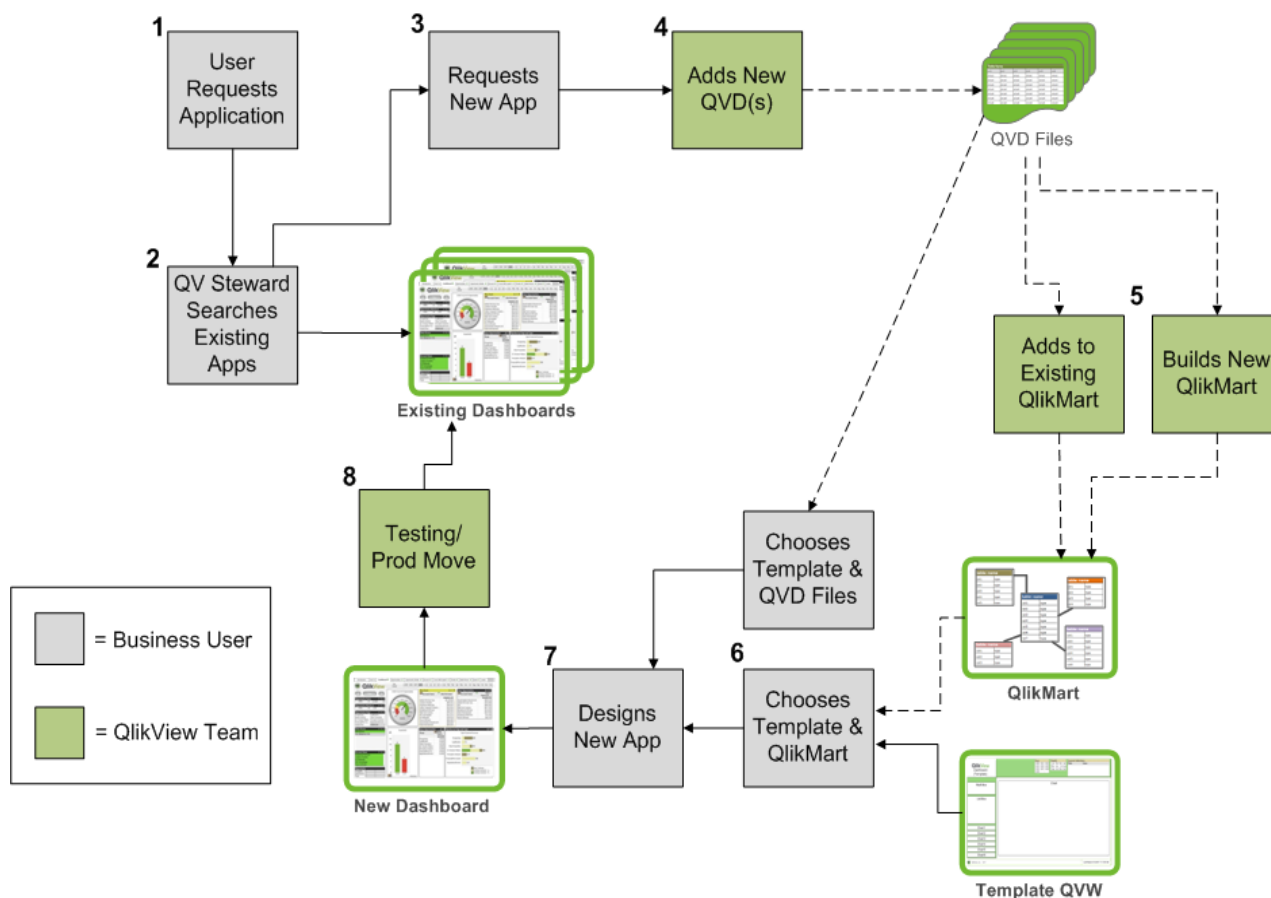 1
User
Requests
Application
3
Requests
New App
4
Adds New
QVD(s)
QVD Files
2
QV Steward
Searches
Existing
Apps
Existing Dashboards
5
Adds to
Existing
QlikMart
Builds New
QlikMart
8
Testing/
Prod Move
Chooses
Template &
QVD Files
= Business User
= QlikView Team
7
Designs
New App
6
Chooses
Template &
QlikMart
QlikMart
New Dashboard
Template QVW